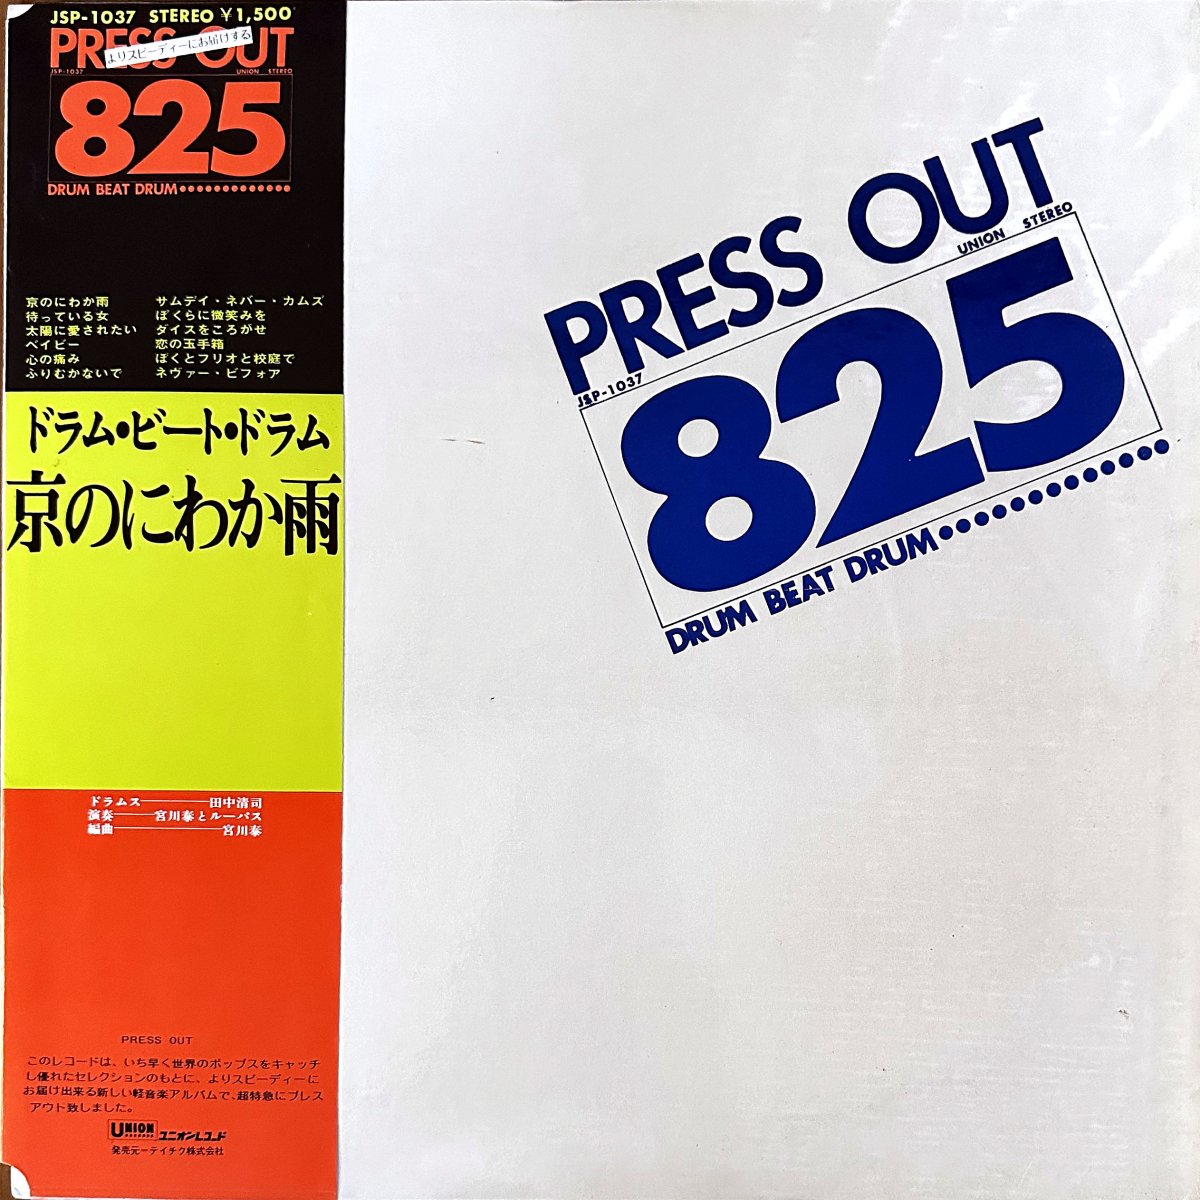 JSP-1037 STEREO ¥1,500
PRESS OUT
よりスピーディーにお届けする
JSP-1037 UNION STEREO
825
DRUM BEAT DRUM●●●●●●●●●●●●●
京のにわか雨
待っている女
太陽に愛されたい
ベイビー
心の痛み
ふりむかないで
サムデイ・ネバー・カムズ
ぼくらに微笑みを
ダイスをころがせ
恋の玉手箱
ぼくとフリオと校庭で
ネヴァー・ビフォア
ドラム・ビート・ドラム
京のにわか雨
ドラムス――――田中清司
演奏――宮川泰とルーパス
編曲――――――宮川泰
PRESS OUT
このレコードは、いち早く世界のポップスをキャッチ
し優れたセレクションのもとに、よりスピーディーに
お届け出来る新しい軽音楽アルバムで、超特急にプレス
アウト致しました。
UNION RECORDS ユニオンレコード
発売元ーテイチク株式会社
PRESS OUT
JSP-1037 UNION STEREO
825
DRUM BEAT DRUM●●●●●●●●●●●●●